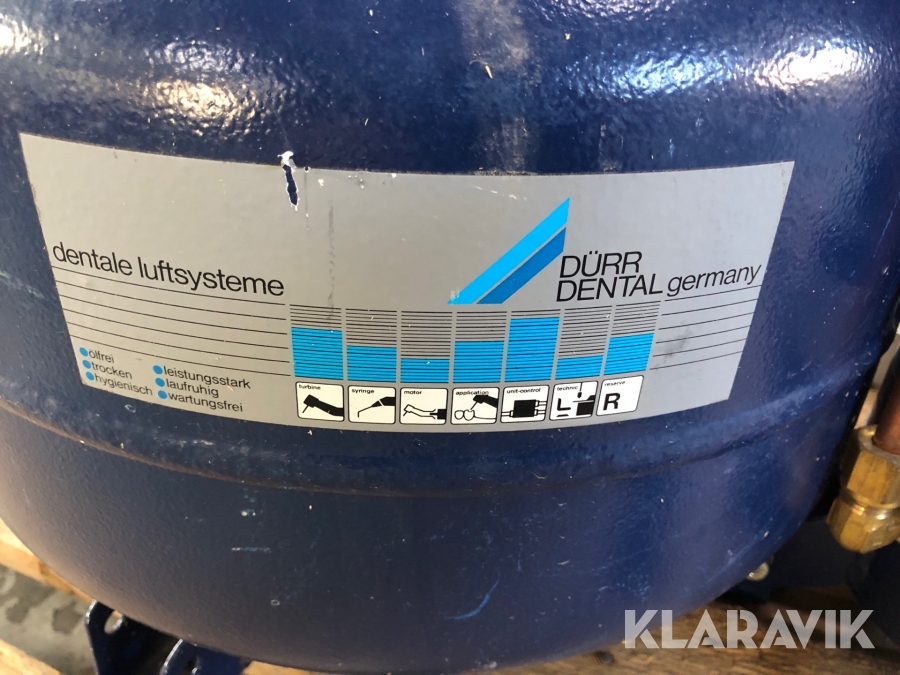 dentale luftsysteme
DÜRR
DENTAL germany
ölfrei
trocken
hygienisch
leistungsstark
laufruhig
wartungsfrei
turbine
syringe
motor
application
unit-control
technic
L
reserve
R
KLARAVIK